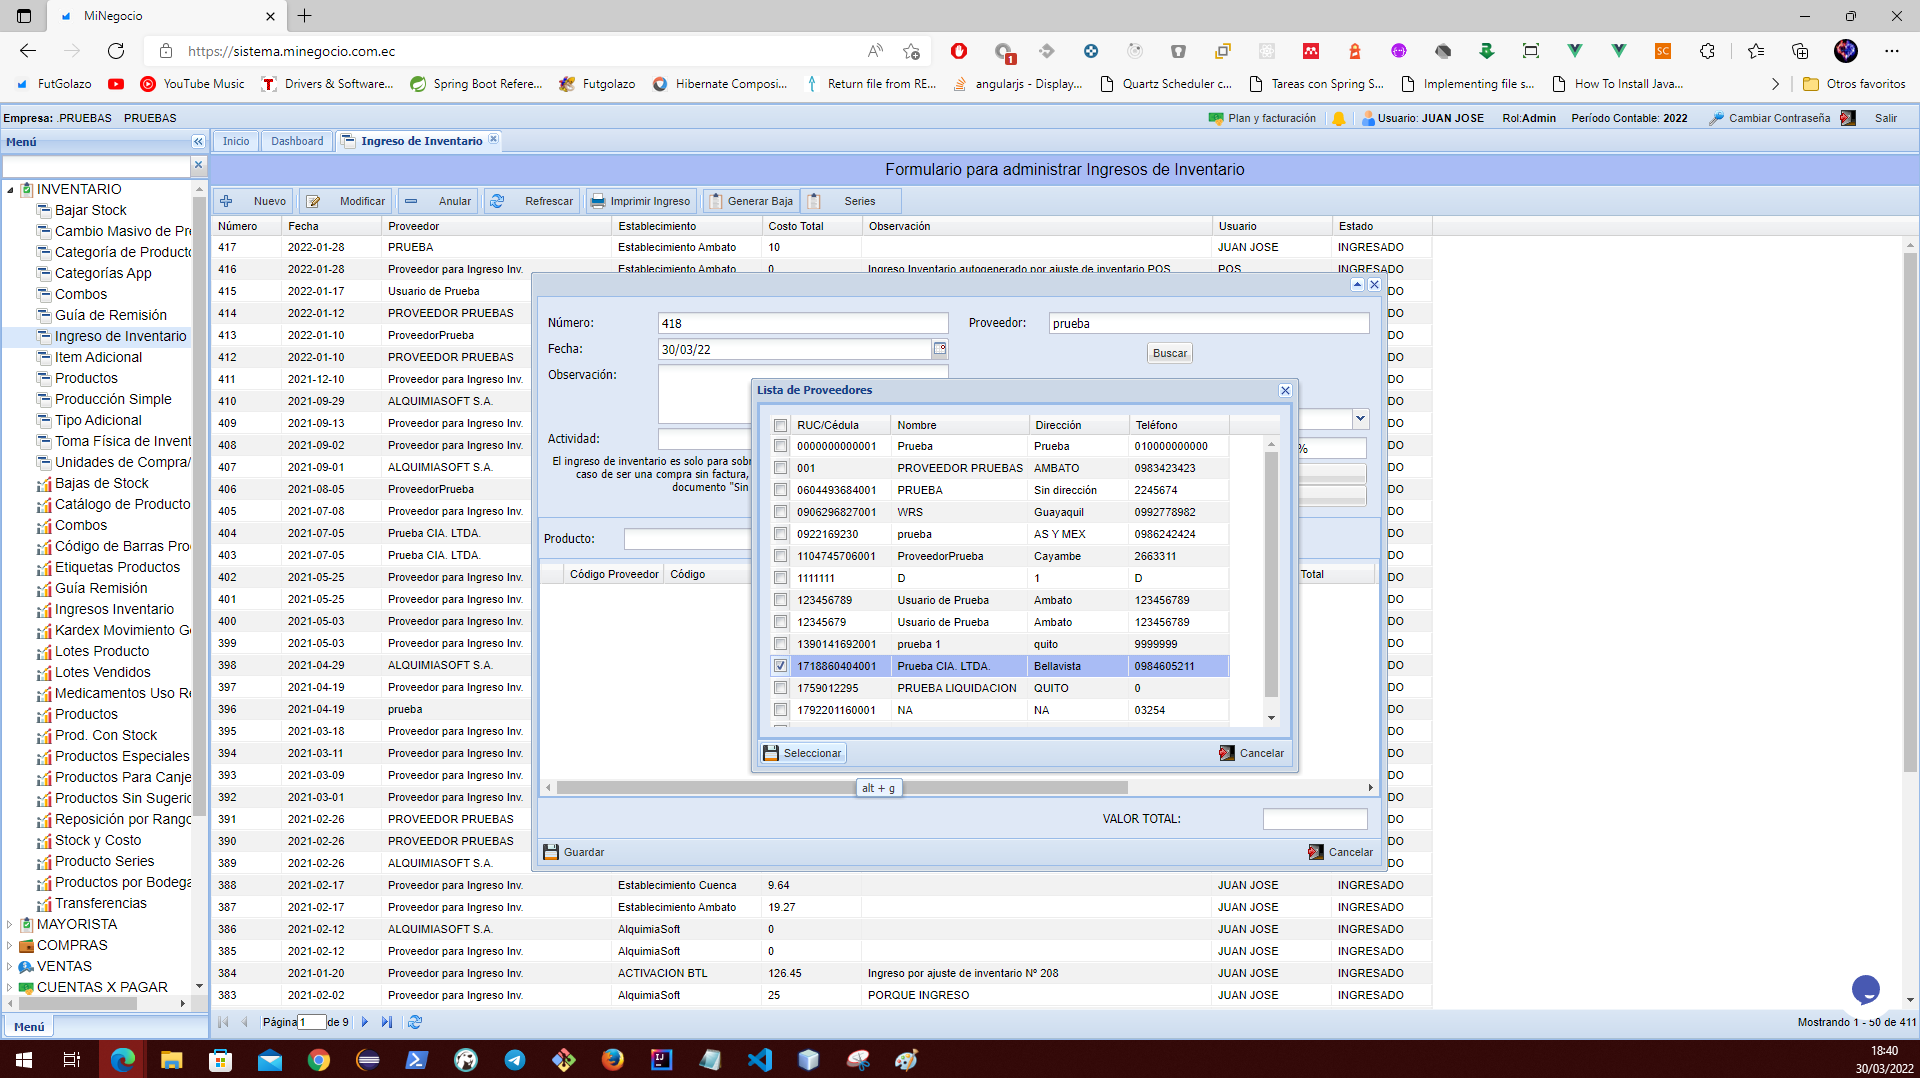 MiNegocio
https://sistema.minegocio.com.ec
FutGolazo YouTube Music Drivers & Software... Spring Boot Refere... Futgolazo Hibernate Composi... Return file from RE... angularjs - Display... Quartz Scheduler c... Tareas con Spring S... Implementing file s... How To Install Java... Otros favoritos
Empresa: .PRUEBAS PRUEBAS Plan y facturación Usuario: JUAN JOSE Rol:Admin Período Contable: 2022 Cambiar Contraseña Salir
Menú
Inicio Dashboard Ingreso de Inventario
Formulario para administrar Ingresos de Inventario
INVENTARIO
Bajar Stock
Cambio Masivo de Pr
Categoría de Product
Categorías App
Combos
Guía de Remisión
Ingreso de Inventario
Item Adicional
Productos
Producción Simple
Tipo Adicional
Toma Física de Invent
Unidades de Compra/
Bajas de Stock
Catálogo de Producto
Combos
Código de Barras Pro
Etiquetas Productos
Guía Remisión
Ingresos Inventario
Kardex Movimiento G
Lotes Producto
Lotes Vendidos
Medicamentos Uso R
Productos
Prod. Con Stock
Productos Especiales
Productos Para Canje
Productos Sin Sugeri
Reposición por Rango
Stock y Costo
Producto Series
Productos por Bodega
Transferencias
MAYORISTA
COMPRAS
VENTAS
CUENTAS X PAGAR
Menú
Nuevo Modificar Anular Refrescar Imprimir Ingreso Generar Baja Series
Número Fecha Proveedor Establecimiento Costo Total Observación Usuario Estado
417 2022-01-28 PRUEBA Establecimiento Ambato 10 JUAN JOSE INGRESADO
416 2022-01-28 Proveedor para Ingreso Inv. Establecimiento Ambato 0 Ingreso Inventario autogenerado por ajuste de inventario POS POS INGRESADO
415 2022-01-17 Usuario de Prueba DO
414 2022-01-12 PROVEEDOR PRUEBAS DO
413 2022-01-10 ProveedorPrueba DO
412 2022-01-10 PROVEEDOR PRUEBAS DO
411 2021-12-10 Proveedor para Ingreso Inv. DO
410 2021-09-29 ALQUIMIASOFT S.A. DO
409 2021-09-13 Proveedor para Ingreso Inv. DO
408 2021-09-02 Proveedor para Ingreso Inv. DO
407 2021-09-01 ALQUIMIASOFT S.A. DO
406 2021-08-05 ProveedorPrueba DO
405 2021-07-08 Proveedor para Ingreso Inv. DO
404 2021-07-05 Prueba CIA. LTDA. DO
403 2021-07-05 Prueba CIA. LTDA. DO
402 2021-05-25 Proveedor para Ingreso Inv. DO
401 2021-05-25 Proveedor para Ingreso Inv. DO
400 2021-05-03 Proveedor para Ingreso Inv. DO
399 2021-05-03 Proveedor para Ingreso Inv. DO
398 2021-04-29 ALQUIMIASOFT S.A. DO
397 2021-04-19 Proveedor para Ingreso Inv. DO
396 2021-04-19 prueba DO
395 2021-03-18 Proveedor para Ingreso Inv. DO
394 2021-03-11 Proveedor para Ingreso Inv. DO
393 2021-03-09 Proveedor para Ingreso Inv. DO
392 2021-03-01 Proveedor para Ingreso Inv. DO
391 2021-02-26 PROVEEDOR PRUEBAS DO
390 2021-02-26 PROVEEDOR PRUEBAS DO
389 2021-02-26 ALQUIMIASOFT S.A. DO
388 2021-02-17 Proveedor para Ingreso Inv. Establecimiento Cuenca 9.64 JUAN JOSE INGRESADO
387 2021-02-17 Proveedor para Ingreso Inv. Establecimiento Ambato 19.27 JUAN JOSE INGRESADO
386 2021-02-12 ALQUIMIASOFT S.A. AlquimiaSoft 0 JUAN JOSE INGRESADO
385 2021-02-12 Proveedor para Ingreso Inv. AlquimiaSoft 0 JUAN JOSE INGRESADO
384 2021-01-20 Proveedor para Ingreso Inv. ACTIVACION BTL 126.45 Ingreso por ajuste de inventario Nº 208 JUAN JOSE INGRESADO
383 2021-02-02 Proveedor para Ingreso Inv. AlquimiaSoft 25 PORQUE INGRESO JUAN JOSE INGRESADO
Página 1 de 9 Mostrando 1 - 50 de 411
Número: 418 Proveedor: prueba
Fecha: 30/03/22 Buscar
Observación:
Actividad: %
El ingreso de inventario es solo para sob
caso de ser una compra sin factura,
documento "Sin
Producto:
Código Proveedor Código Total
VALOR TOTAL:
Guardar Cancelar
Lista de Proveedores
RUC/Cédula Nombre Dirección Teléfono
0000000000001 Prueba Prueba 010000000000
001 PROVEEDOR PRUEBAS AMBATO 0983423423
0604493684001 PRUEBA Sin dirección 2245674
0906296827001 WRS Guayaquil 0992778982
0922169230 prueba AS Y MEX 0986242424
1104745706001 ProveedorPrueba Cayambe 2663311
1111111 D 1 D
123456789 Usuario de Prueba Ambato 123456789
12345679 Usuario de Prueba Ambato 123456789
1390141692001 prueba 1 quito 9999999
1718860404001 Prueba CIA. LTDA. Bellavista 0984605211
1759012295 PRUEBA LIQUIDACION QUITO 0
1792201160001 NA NA 03254
Seleccionar Cancelar
alt + g
18:40
30/03/2022